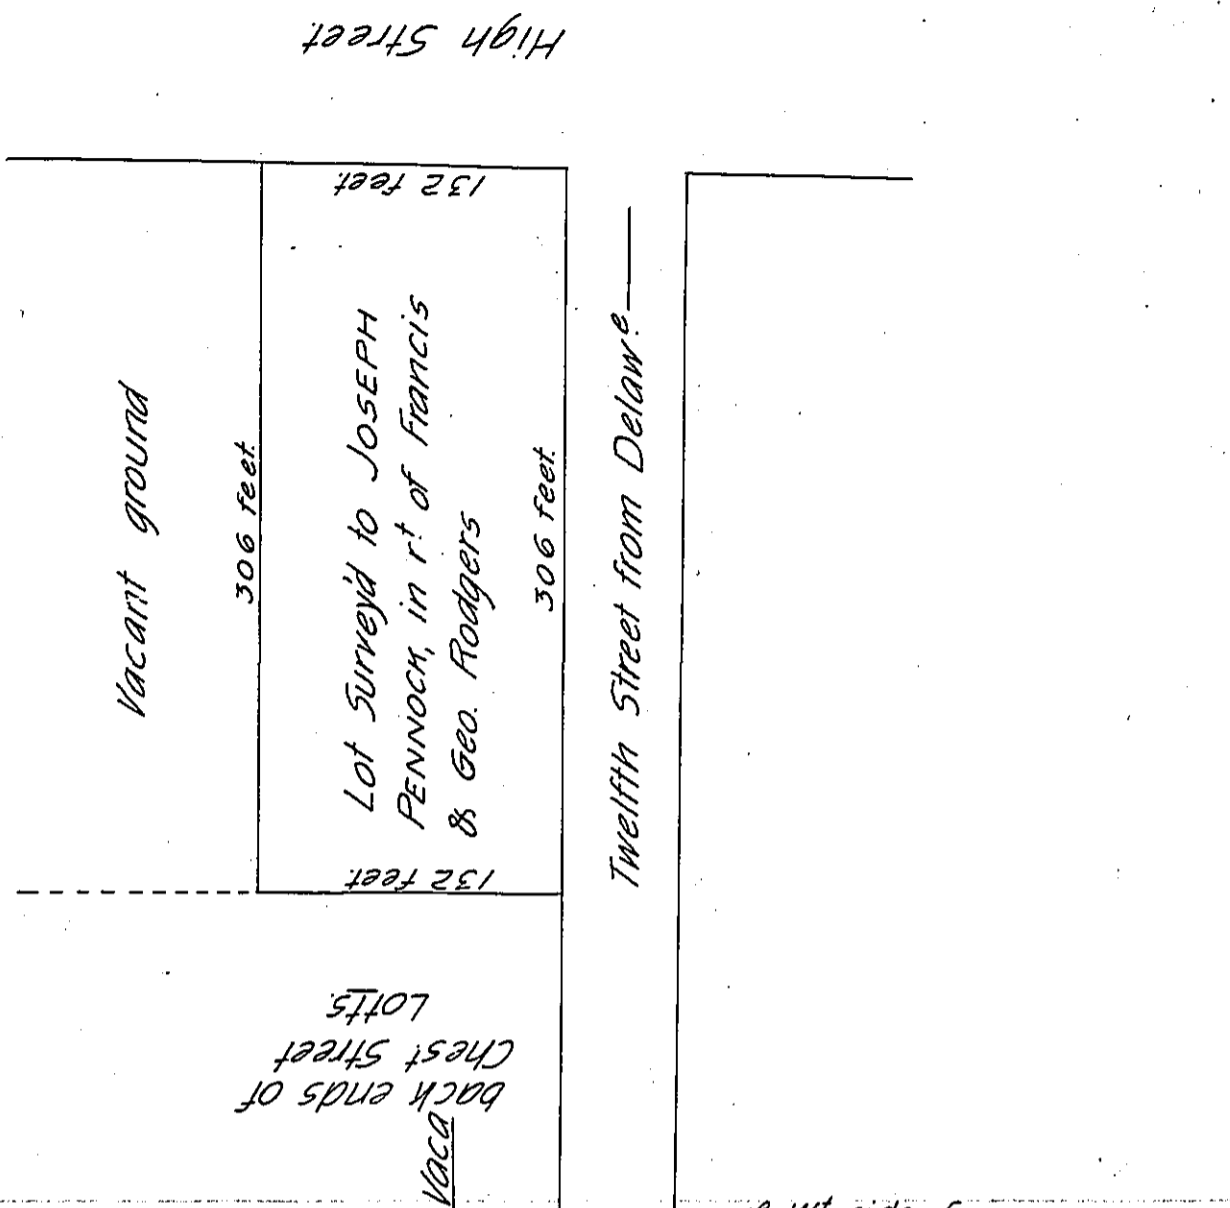 High Street
132 feet
Vacant ground
306 feet.
Lot Survey'd to JOSEPH
PENNOCK, in rt. of Francis
& Geo. Rodgers
306 feet.
Twelfth Street from Delawe.
132 feet
back ends of
Chest. Street
Lotts.
Vaca